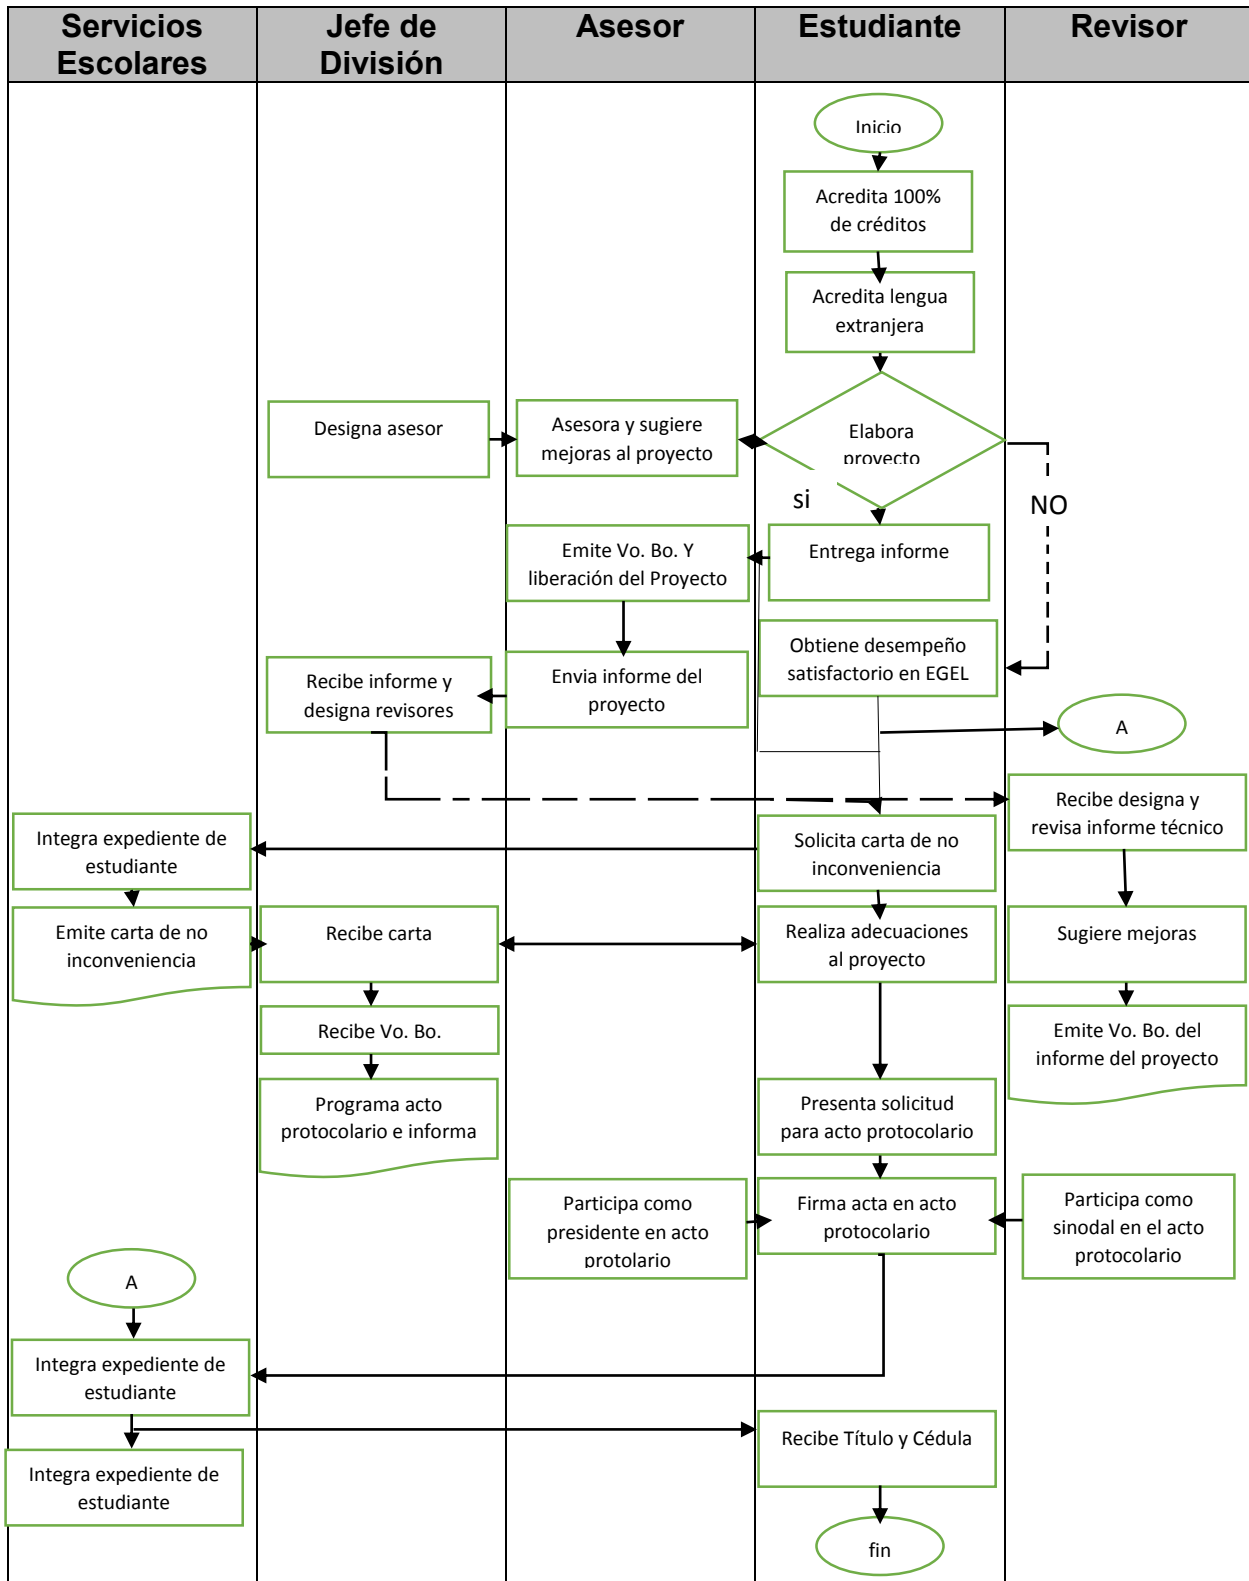 Servicios
Escolares
Jefe de
División
Asesor
Estudiante
Revisor
Inicio
Acredita 100%
de créditos
Acredita lengua
extranjera
Designa asesor
Asesora y sugiere
mejoras al proyecto
Elabora
proyecto
si
NO
Emite Vo. Bo. Y
liberación del Proyecto
Entrega informe
Obtiene desempeño
satisfactorio en EGEL
Recibe informe y
designa revisores
Envia informe del
proyecto
A
Recibe designa y
revisa informe técnico
Integra expediente de
estudiante
Solicita carta de no
inconveniencia
Emite carta de no
inconveniencia
Recibe carta
Realiza adecuaciones
al proyecto
Sugiere mejoras
Recibe Vo. Bo.
Emite Vo. Bo. del
informe del proyecto
Programa acto
protocolario e informa
Presenta solicitud
para acto protocolario
Participa como
presidente en acto
protolario
Firma acta en acto
protocolario
Participa como
sinodal en el acto
protocolario
A
Integra expediente de
estudiante
Recibe Título y Cédula
Integra expediente de
estudiante
fin